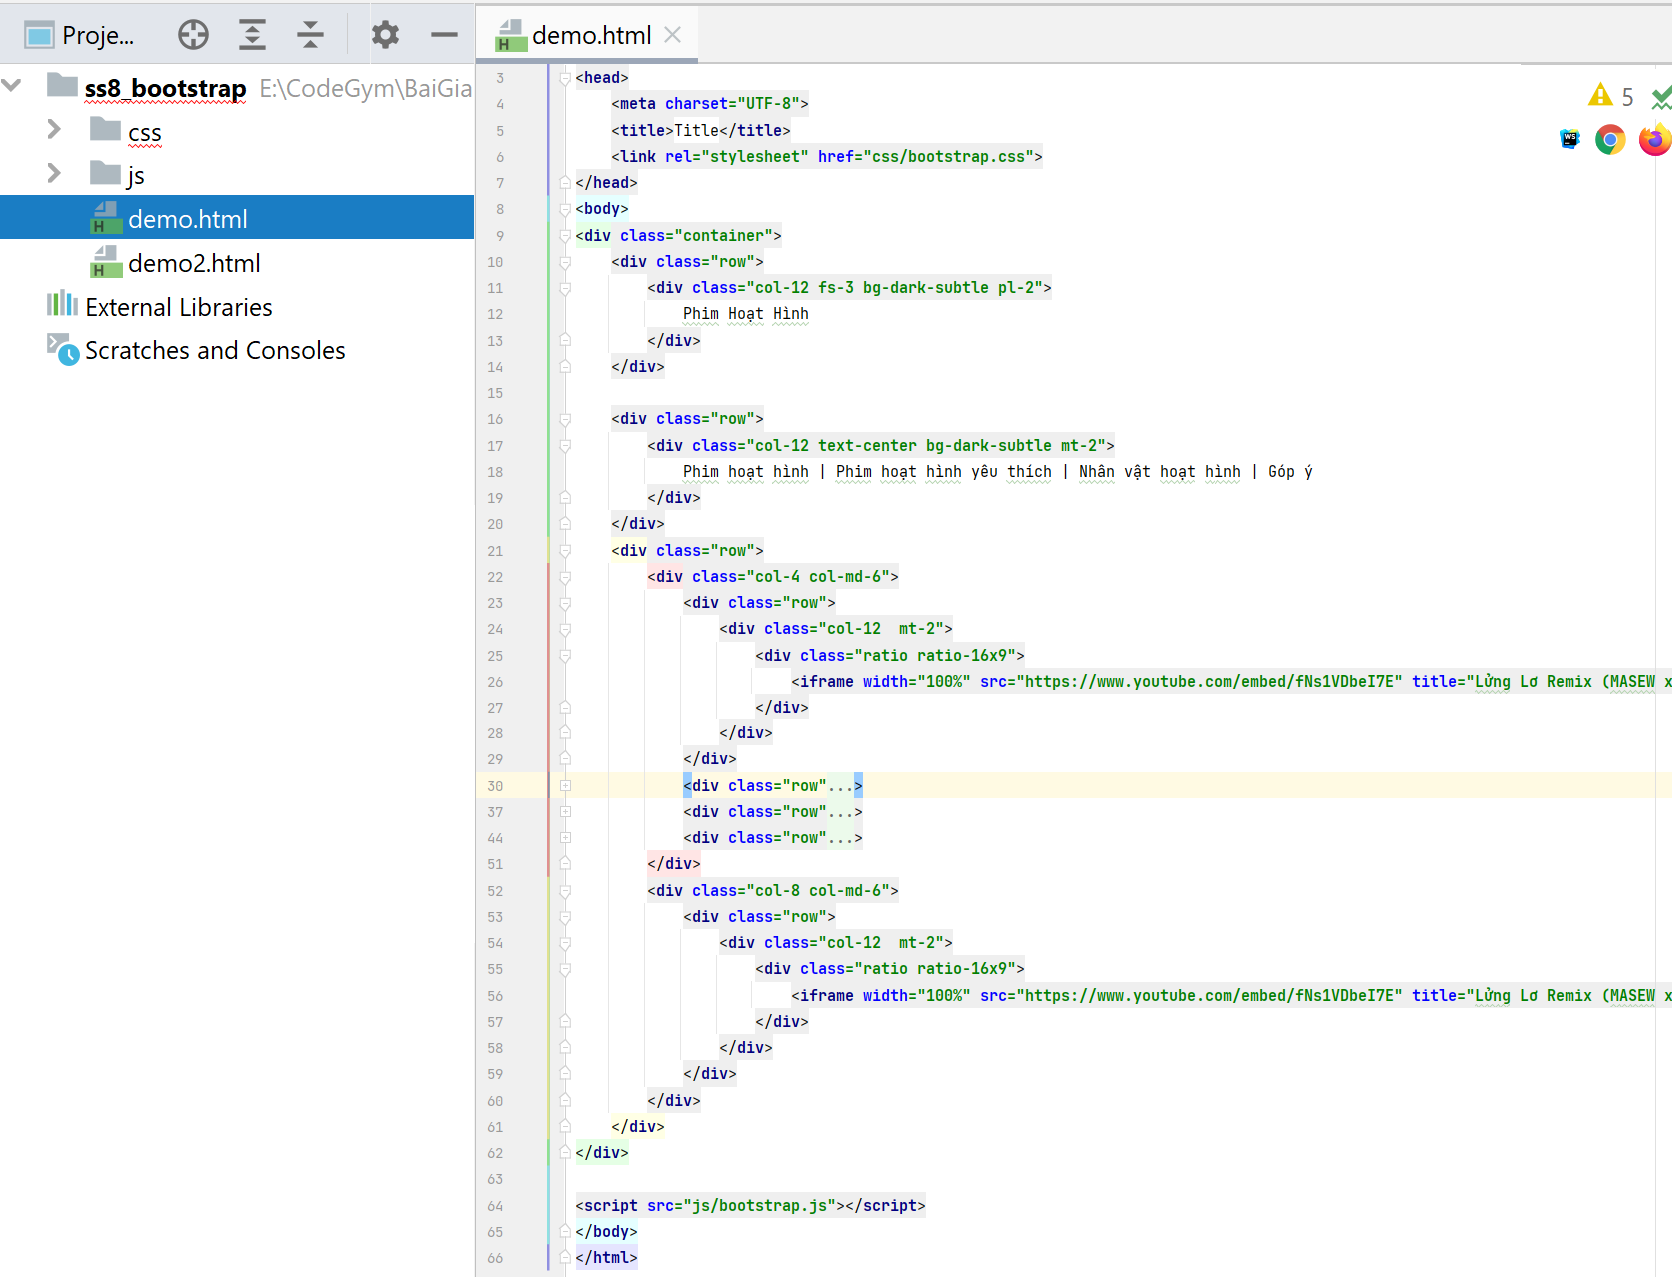 Proje...
demo.html
ss8_bootstrap E:\CodeGym\BaiGia
css
js
demo.html
demo2.html
External Libraries
Scratches and Consoles
5
3 <head>
4 <meta charset="UTF-8">
5 <title>Title</title>
6 <link rel="stylesheet" href="css/bootstrap.css">
7 </head>
8 <body>
9 <div class="container">
10 <div class="row">
11 <div class="col-12 fs-3 bg-dark-subtle pl-2">
12 Phim Hoạt Hình
13 </div>
14 </div>
15
16 <div class="row">
17 <div class="col-12 text-center bg-dark-subtle mt-2">
18 Phim hoạt hình | Phim hoạt hình yêu thích | Nhân vật hoạt hình | Góp ý
19 </div>
20 </div>
21 <div class="row">
22 <div class="col-4 col-md-6">
23 <div class="row">
24 <div class="col-12  mt-2">
25 <div class="ratio ratio-16x9">
26 <iframe width="100%" src="https://www.youtube.com/embed/fNs1VDbeI7E" title="Lửng Lơ Remix (MASEW x
27 </div>
28 </div>
29 </div>
30 <div class="row"...>
37 <div class="row"...>
44 <div class="row"...>
51 </div>
52 <div class="col-8 col-md-6">
53 <div class="row">
54 <div class="col-12  mt-2">
55 <div class="ratio ratio-16x9">
56 <iframe width="100%" src="https://www.youtube.com/embed/fNs1VDbeI7E" title="Lửng Lơ Remix (MASEW x
57 </div>
58 </div>
59 </div>
60 </div>
61 </div>
62 </div>
63
64 <script src="js/bootstrap.js"></script>
65 </body>
66 </html>